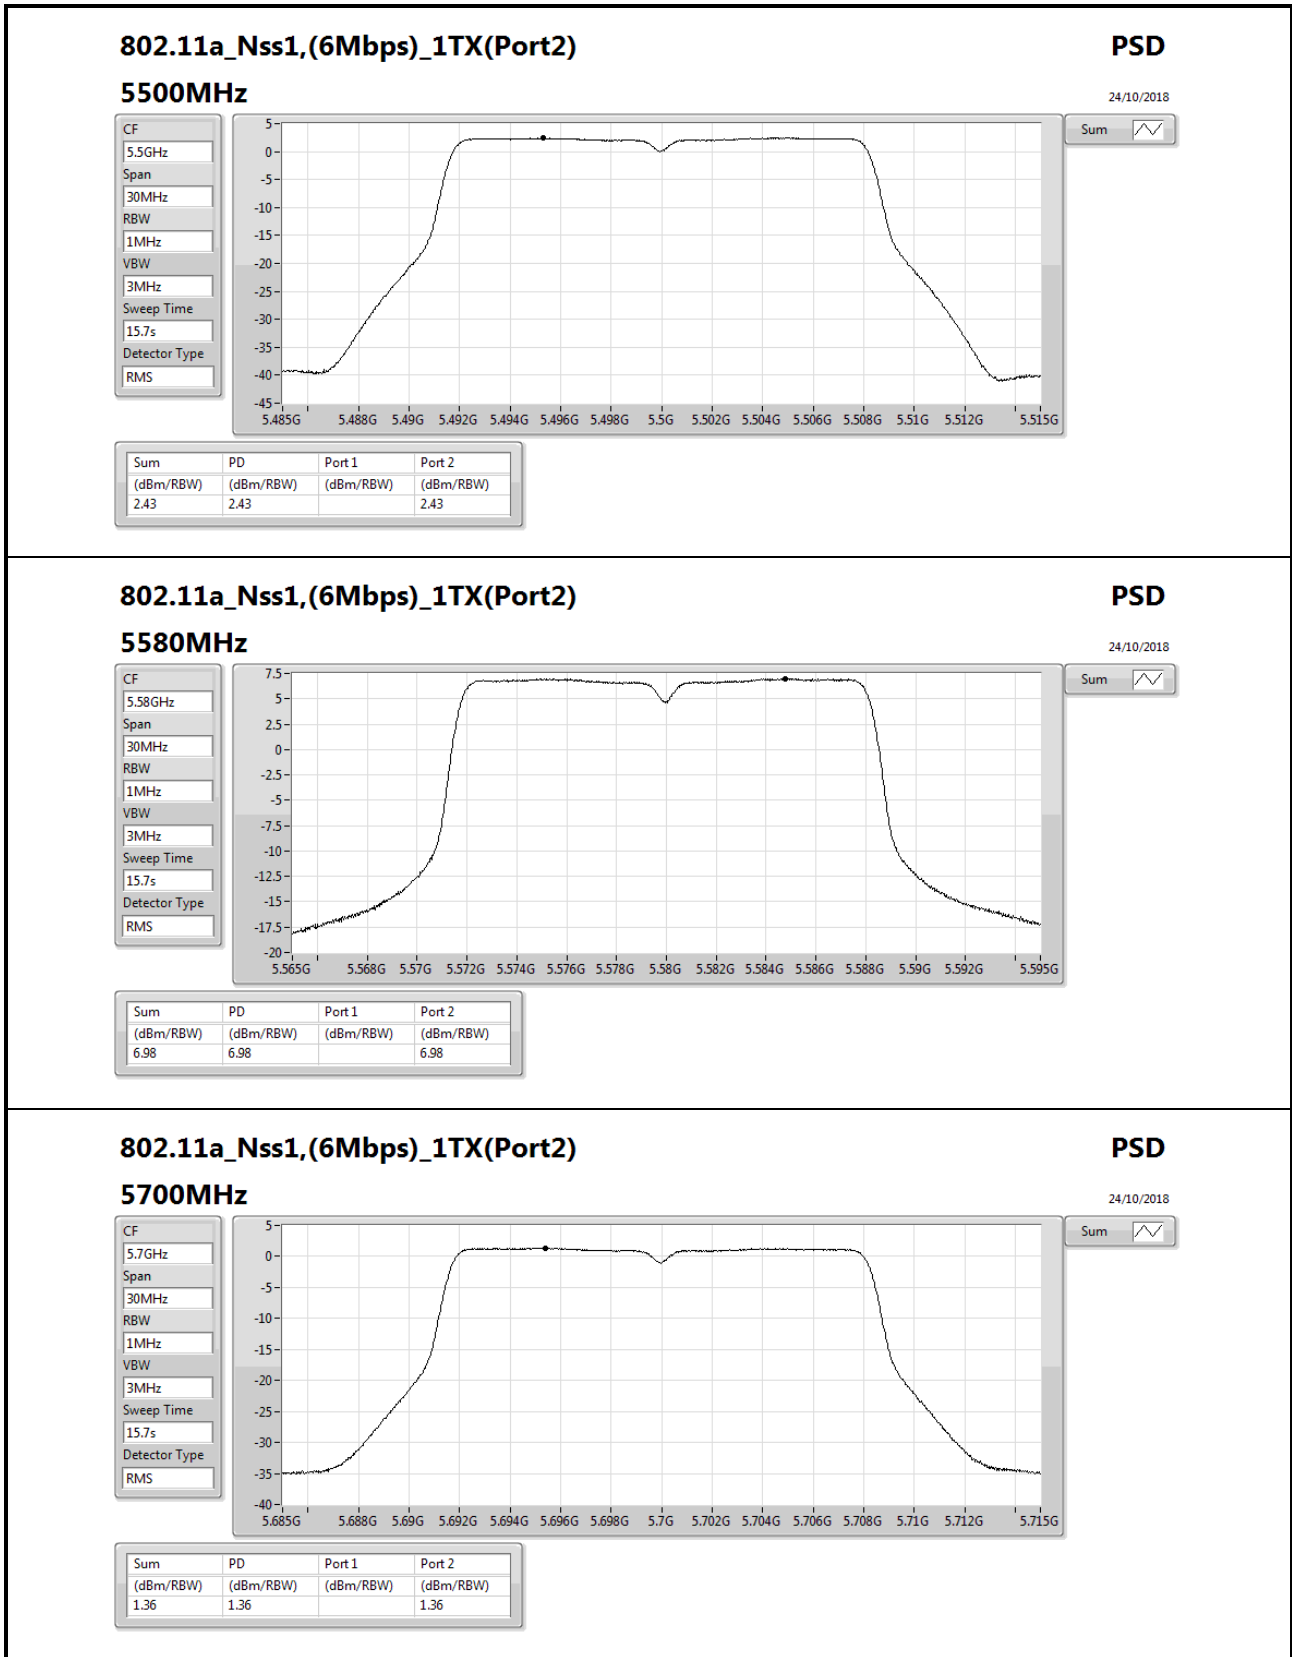 802.11a_Nss1,(6Mbps)_1TX(Port2) PSD
5500MHz 24/10/2018
CF
5.5GHz
Span
30MHz
RBW
1MHz
VBW
3MHz
Sweep Time
15.7s
Detector Type
RMS
5
0
-5
-10
-15
-20
-25
-30
-35
-40
-45
5.485G 5.488G 5.49G 5.492G 5.494G 5.496G 5.498G 5.5G 5.502G 5.504G 5.506G 5.508G 5.51G 5.512G 5.515G
Sum
Sum PD Port 1 Port 2
(dBm/RBW) (dBm/RBW) (dBm/RBW) (dBm/RBW)
2.43 2.43 2.43
802.11a_Nss1,(6Mbps)_1TX(Port2) PSD
5580MHz 24/10/2018
CF
5.58GHz
Span
30MHz
RBW
1MHz
VBW
3MHz
Sweep Time
15.7s
Detector Type
RMS
7.5
5
2.5
0
-2.5
-5
-7.5
-10
-12.5
-15
-17.5
-20
5.565G 5.568G 5.57G 5.572G 5.574G 5.576G 5.578G 5.58G 5.582G 5.584G 5.586G 5.588G 5.59G 5.592G 5.595G
Sum
Sum PD Port 1 Port 2
(dBm/RBW) (dBm/RBW) (dBm/RBW) (dBm/RBW)
6.98 6.98 6.98
802.11a_Nss1,(6Mbps)_1TX(Port2) PSD
5700MHz 24/10/2018
CF
5.7GHz
Span
30MHz
RBW
1MHz
VBW
3MHz
Sweep Time
15.7s
Detector Type
RMS
5
0
-5
-10
-15
-20
-25
-30
-35
-40
5.685G 5.688G 5.69G 5.692G 5.694G 5.696G 5.698G 5.7G 5.702G 5.704G 5.706G 5.708G 5.71G 5.712G 5.715G
Sum
Sum PD Port 1 Port 2
(dBm/RBW) (dBm/RBW) (dBm/RBW) (dBm/RBW)
1.36 1.36 1.36